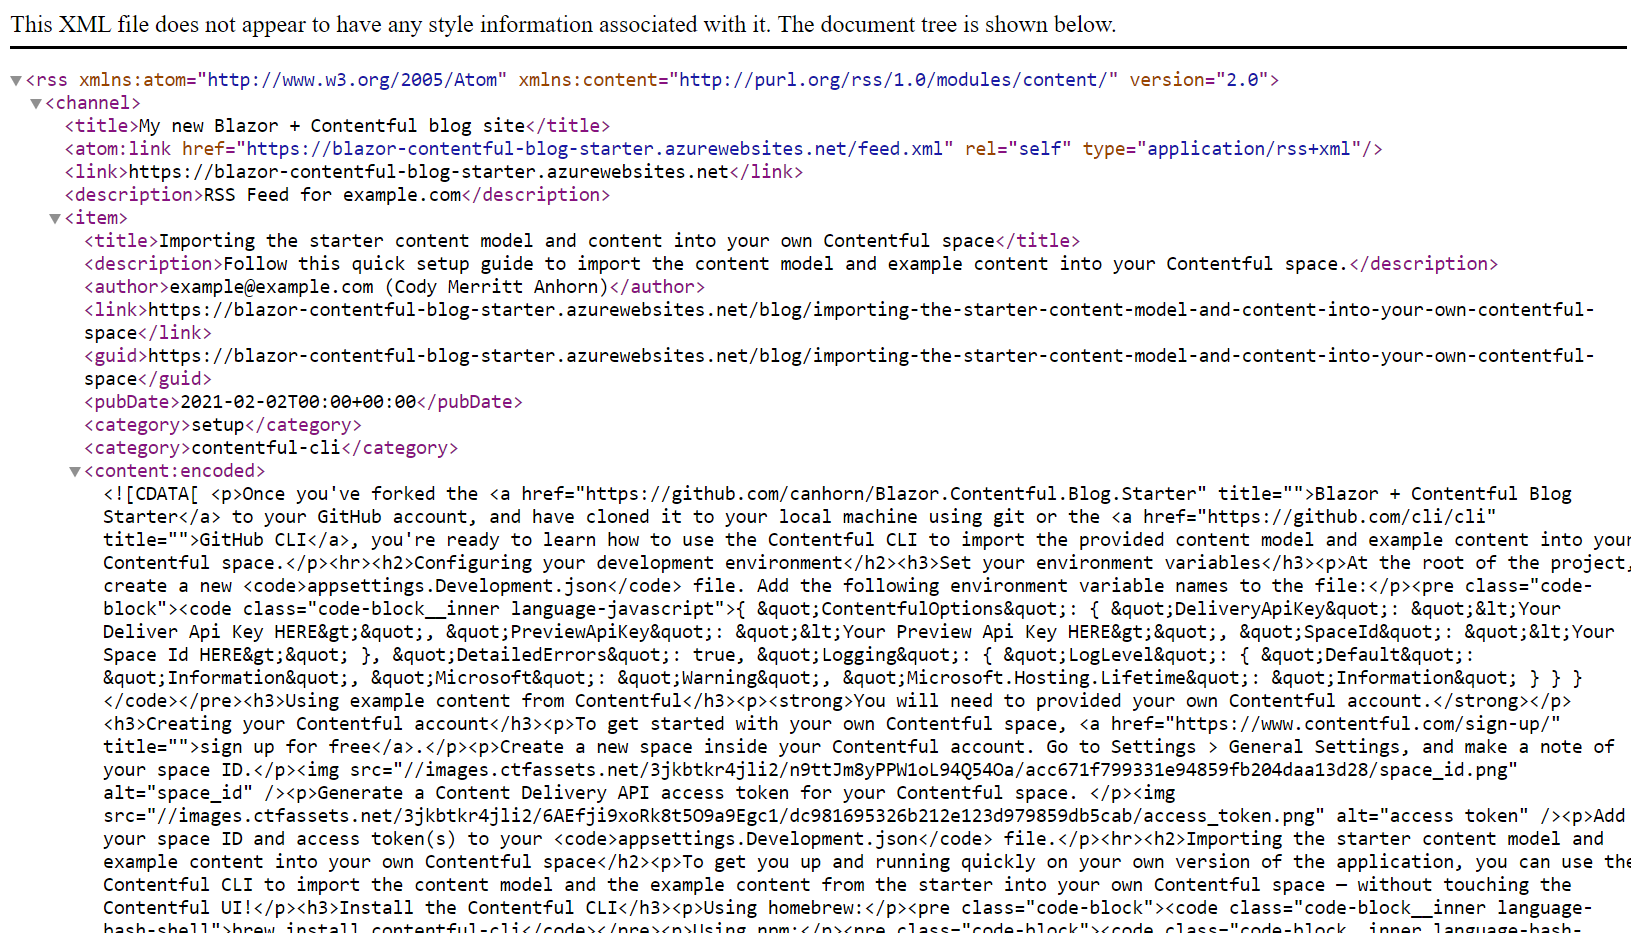 This XML file does not appear to have any style information associated with it. The document tree is shown below.
▼<rss xmlns:atom="http://www.w3.org/2005/Atom" xmlns:content="http://purl.org/rss/1.0/modules/content/" version="2.0">
▼<channel>
<title>My new Blazor + Contentful blog site</title>
<atom:link href="https://blazor-contentful-blog-starter.azurewebsites.net/feed.xml" rel="self" type="application/rss+xml"/>
<link>https://blazor-contentful-blog-starter.azurewebsites.net</link>
<description>RSS Feed for example.com</description>
▼<item>
<title>Importing the starter content model and content into your own Contentful space</title>
<description>Follow this quick setup guide to import the content model and example content into your Contentful space.</description>
<author>example@example.com (Cody Merritt Anhorn)</author>
<link>https://blazor-contentful-blog-starter.azurewebsites.net/blog/importing-the-starter-content-model-and-content-into-your-own-contentful-
space</link>
<guid>https://blazor-contentful-blog-starter.azurewebsites.net/blog/importing-the-starter-content-model-and-content-into-your-own-contentful-
space</guid>
<pubDate>2021-02-02T00:00+00:00</pubDate>
<category>setup</category>
<category>contentful-cli</category>
▼<content:encoded>
<![CDATA[ <p>Once you've forked the <a href="https://github.com/canhorn/Blazor.Contentful.Blog.Starter" title="">Blazor + Contentful Blog
Starter</a> to your GitHub account, and have cloned it to your local machine using git or the <a href="https://github.com/cli/cli"
title="">GitHub CLI</a>, you're ready to learn how to use the Contentful CLI to import the provided content model and example content into your
Contentful space.</p><hr><h2>Configuring your development environment</h2><h3>Set your environment variables</h3><p>At the root of the project,
create a new <code>appsettings.Development.json</code> file. Add the following environment variable names to the file:</p><pre class="code-
block"><code class="code-block__inner language-javascript">{ &quot;ContentfulOptions&quot;: { &quot;DeliveryApiKey&quot;: &quot;&lt;Your
Deliver Api Key HERE&gt;&quot;, &quot;PreviewApiKey&quot;: &quot;&lt;Your Preview Api Key HERE&gt;&quot;, &quot;SpaceId&quot;: &quot;&lt;Your
Space Id HERE&gt;&quot; }, &quot;DetailedErrors&quot;: true, &quot;Logging&quot;: { &quot;LogLevel&quot;: { &quot;Default&quot;:
&quot;Information&quot;, &quot;Microsoft&quot;: &quot;Warning&quot;, &quot;Microsoft.Hosting.Lifetime&quot;: &quot;Information&quot; } } }
</code></pre><h3>Using example content from Contentful</h3><p><strong>You will need to provided your own Contentful account.</strong></p>
<h3>Creating your Contentful account</h3><p>To get started with your own Contentful space, <a href="https://www.contentful.com/sign-up/"
title="">sign up for free</a>.</p><p>Create a new space inside your Contentful account. Go to Settings > General Settings, and make a note of
your space ID.</p><img src="//images.ctfassets.net/3jkbtkr4jli2/n9ttJm8yPPW1oL94Q54Oa/acc671f799331e94859fb204daa13d28/space_id.png"
alt="space_id" /><p>Generate a Content Delivery API access token for your Contentful space. </p><img
src="//images.ctfassets.net/3jkbtkr4jli2/6AEfji9xoRk8t5O9a9Egc1/dc981695326b212e123d979859db5cab/access_token.png" alt="access token" /><p>Add
your space ID and access token(s) to your <code>appsettings.Development.json</code> file.</p><hr><h2>Importing the starter content model and
example content into your own Contentful space</h2><p>To get you up and running quickly on your own version of the application, you can use the
Contentful CLI to import the content model and the example content from the starter into your own Contentful space — without touching the
Contentful UI!</p><h3>Install the Contentful CLI</h3><p>Using homebrew:</p><pre class="code-block"><code class="code-block__inner language-
bash-shell">brew install contentful-cli</code></pre><p>Using npm:</p><pre class="code-block"><code class="code-block__inner language-bash-